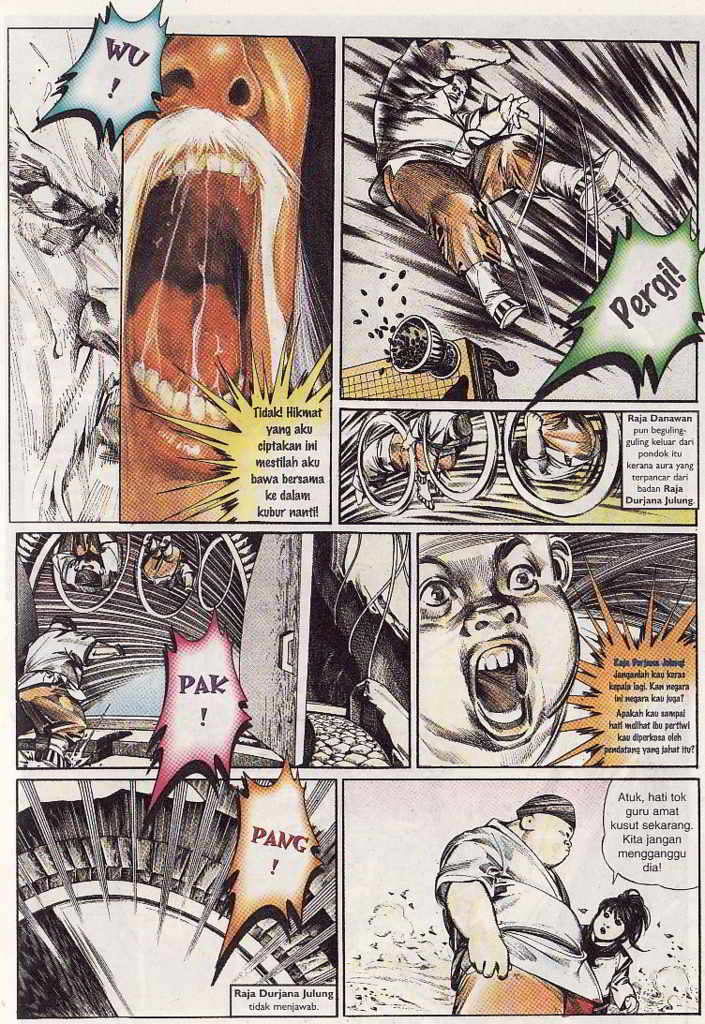 WU
!
Tidak! Hikmat
yang aku
ciptakan ini
mestilah aku
bawa bersama
ke dalam
kubur nanti!
Pergi!
Raja Danawan
pun beguling-
guling keluar dari
pondok itu
kerana aura yang
terpancar dari
badan Raja
Durjana Julung.
PAK
!
Raja Durjana Julung!
Janganlah kau keras
kepala lagi. Kan negara
ini negara kau juga?
Apakah kau sampai
hati melihat ibu pertiwi
kau diperkosa oleh
pendatang yang jahat itu?
PANG
!
Raja Durjana Julung
tidak menjawab.
Atuk, hati tok
guru amat
kusut sekarang.
Kita jangan
mengganggu
dia!